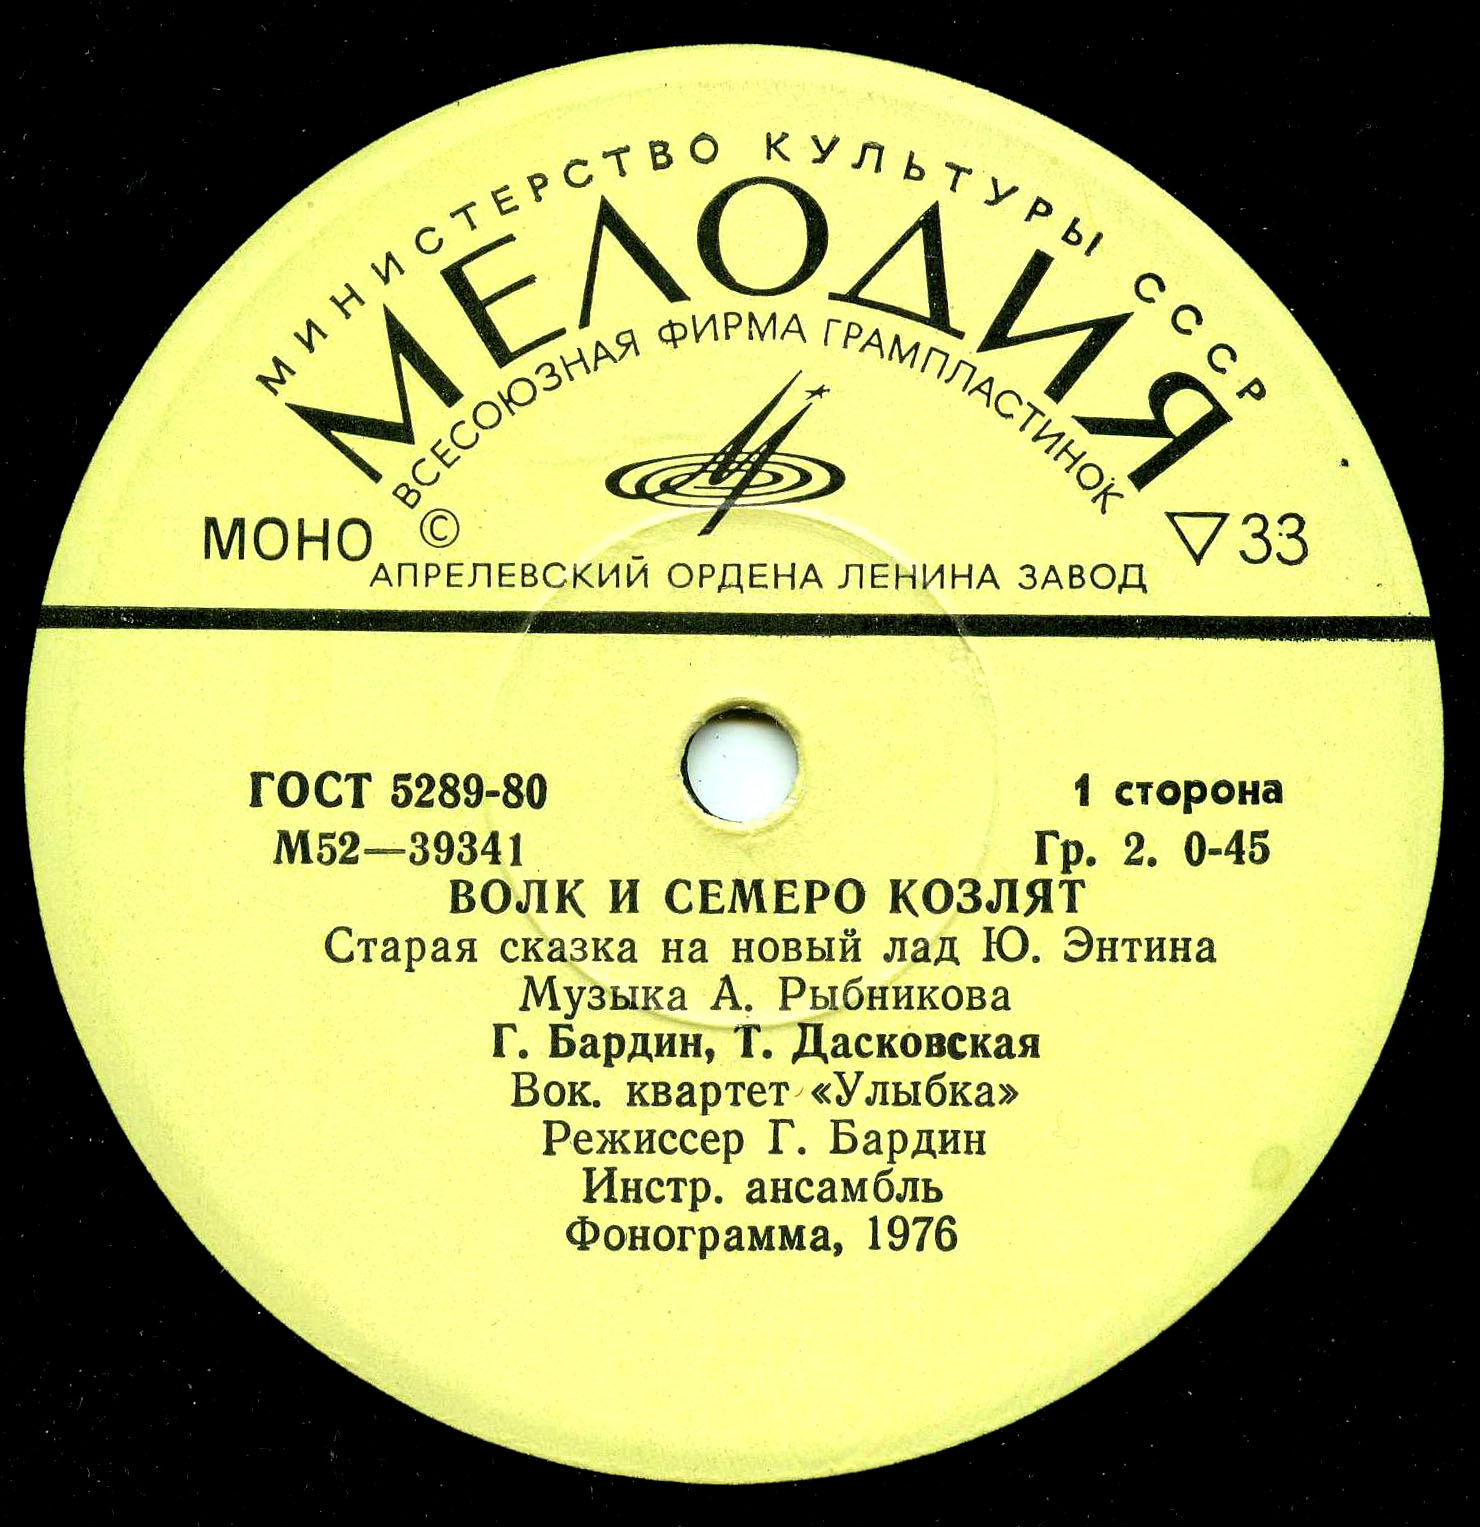 МИНИСТЕРСТВО КУЛЬТУРЫ СССР
МЕЛОДИЯ
ВСЕСОЮЗНАЯ ФИРМА ГРАМПЛАСТИНОК
МОНО © ▽ 33
АПРЕЛЕВСКИЙ ОРДЕНА ЛЕНИНА ЗАВОД
ГОСТ 5289-80 1 сторона
М52—39341 Гр. 2. 0-45
ВОЛК И СЕМЕРО КОЗЛЯТ
Старая сказка на новый лад Ю. Энтина
Музыка А. Рыбникова
Г. Бардин, Т. Дасковская
Вок. квартет «Улыбка»
Режиссер Г. Бардин
Инстр. ансамбль
Фонограмма, 1976